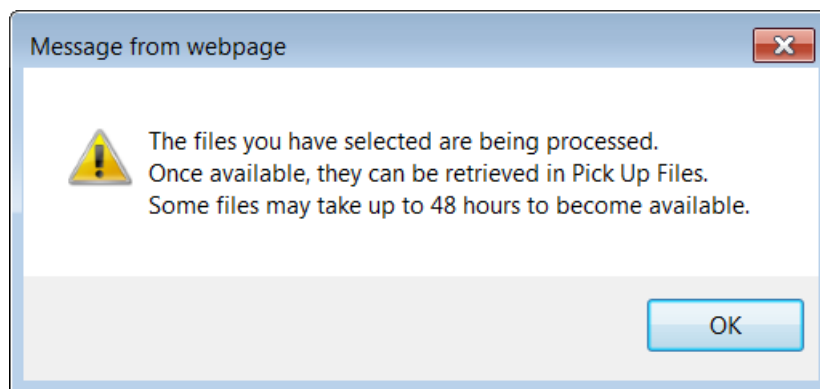 Message from webpage
The files you have selected are being processed.
Once available, they can be retrieved in Pick Up Files.
Some files may take up to 48 hours to become available.
OK